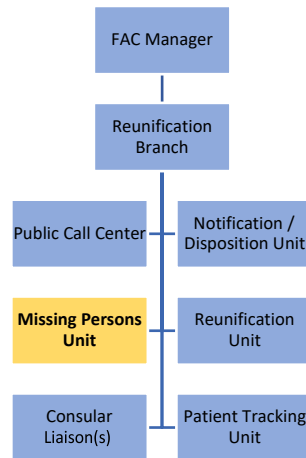 FAC Manager
Reunification
Branch
Public Call Center
Notification /
Disposition Unit
Missing Persons
Unit
Reunification
Unit
Consular
Liaison(s)
Patient Tracking
Unit